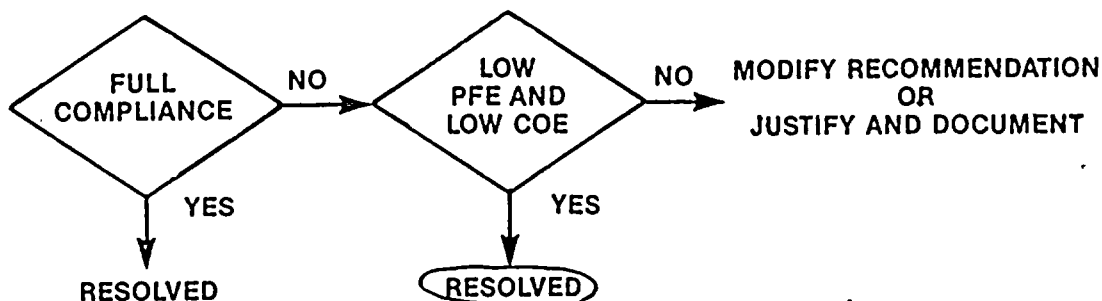 FULL
COMPLIANCE
NO
LOW
PFE AND
LOW COE
NO
MODIFY RECOMMENDATION
OR
JUSTIFY AND DOCUMENT
YES
RESOLVED
YES
RESOLVED